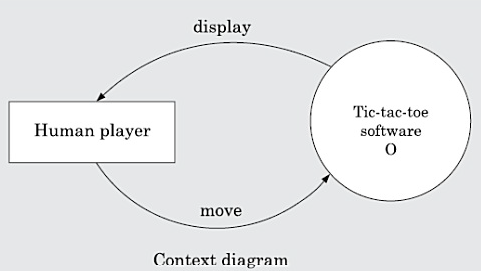 display
Human player
Tic-tac-toe
software
O
move
Context diagram